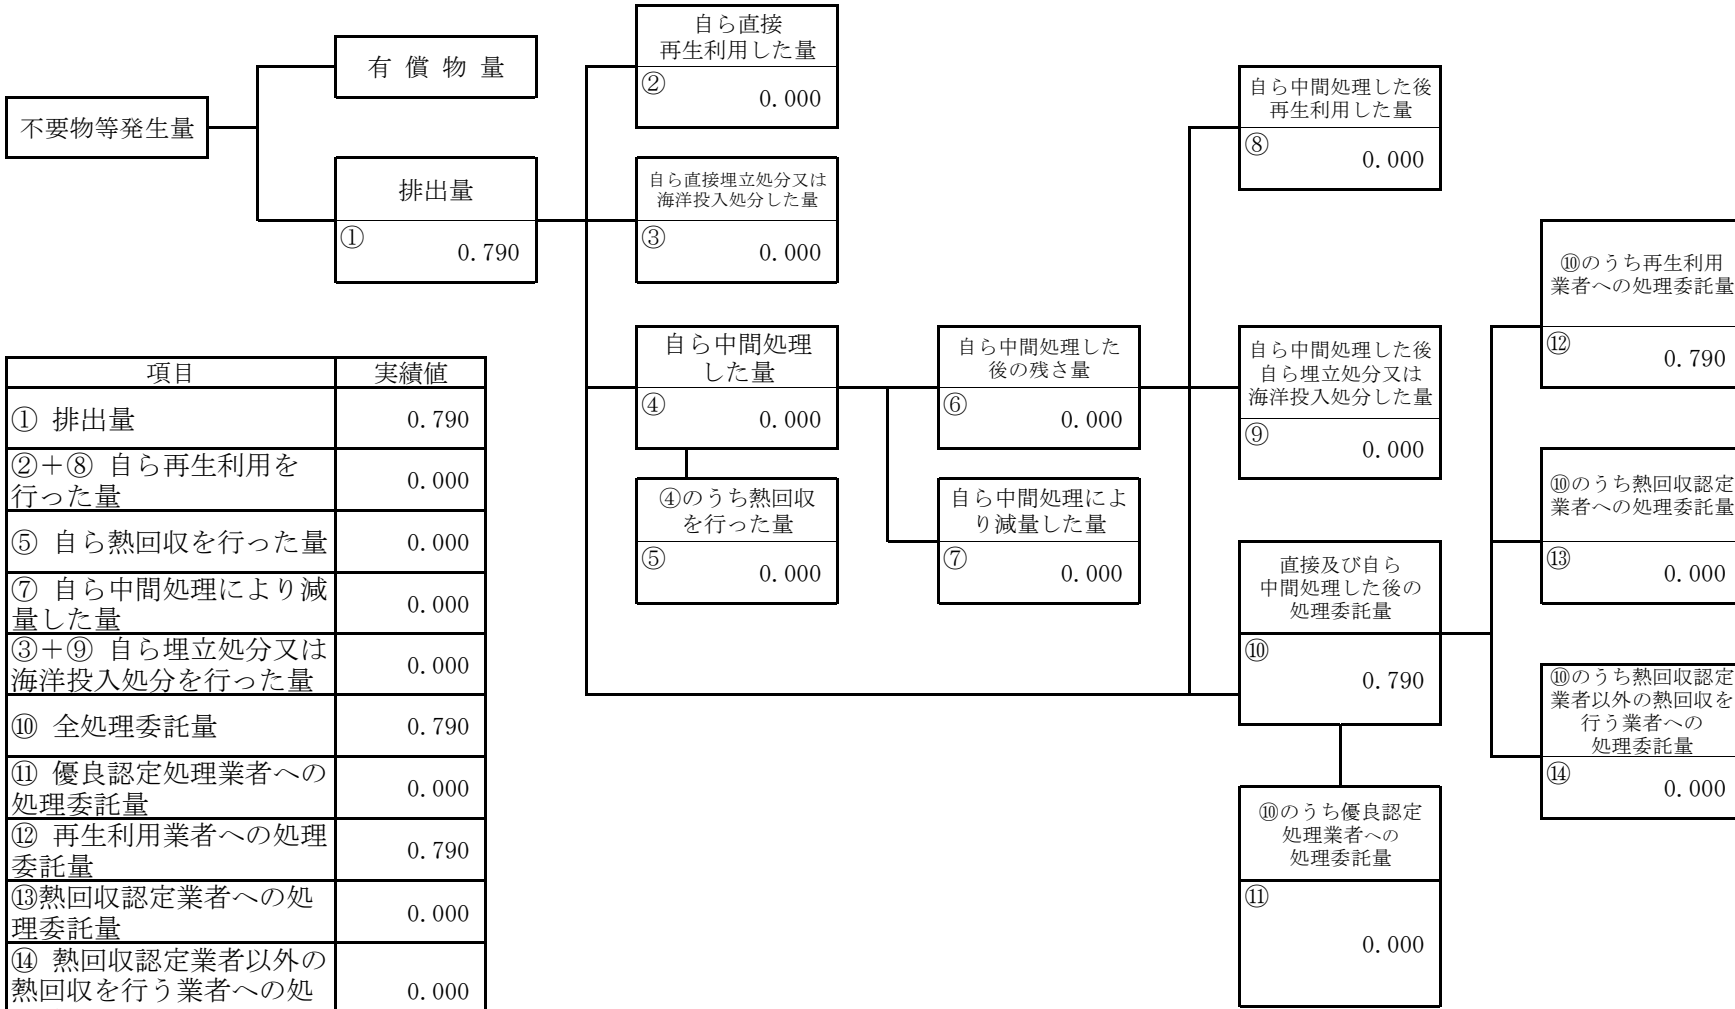 不要物等発生量
有 償 物 量
排出量
①
0.790
自ら直接
再生利用した量
②
0.000
自ら直接埋立処分又は
海洋投入処分した量
③
0.000
自ら中間処理
した量
④
0.000
④のうち熱回収
を行った量
⑤
0.000
自ら中間処理した
後の残さ量
⑥
0.000
自ら中間処理によ
り減量した量
⑦
0.000
自ら中間処理した後
再生利用した量
⑧
0.000
自ら中間処理した後
自ら埋立処分又は
海洋投入処分した量
⑨
0.000
直接及び自ら
中間処理した後の
処理委託量
⑩
0.790
⑩のうち優良認定
処理業者への
処理委託量
⑪
0.000
⑩のうち再生利用
業者への処理委託量
⑫
0.790
⑩のうち熱回収認定
業者への処理委託量
⑬
0.000
⑩のうち熱回収認定
業者以外の熱回収を
行う業者への
処理委託量
⑭
0.000
項目 実績値
① 排出量 0.790
②+⑧ 自ら再生利用を
行った量 0.000
⑤ 自ら熱回収を行った量 0.000
⑦ 自ら中間処理により減
量した量 0.000
③+⑨ 自ら埋立処分又は
海洋投入処分を行った量 0.000
⑩ 全処理委託量 0.790
⑪ 優良認定処理業者への
処理委託量 0.000
⑫ 再生利用業者への処理
委託量 0.790
⑬熱回収認定業者への処
理委託量 0.000
⑭ 熱回収認定業者以外の
熱回収を行う業者への処 0.000